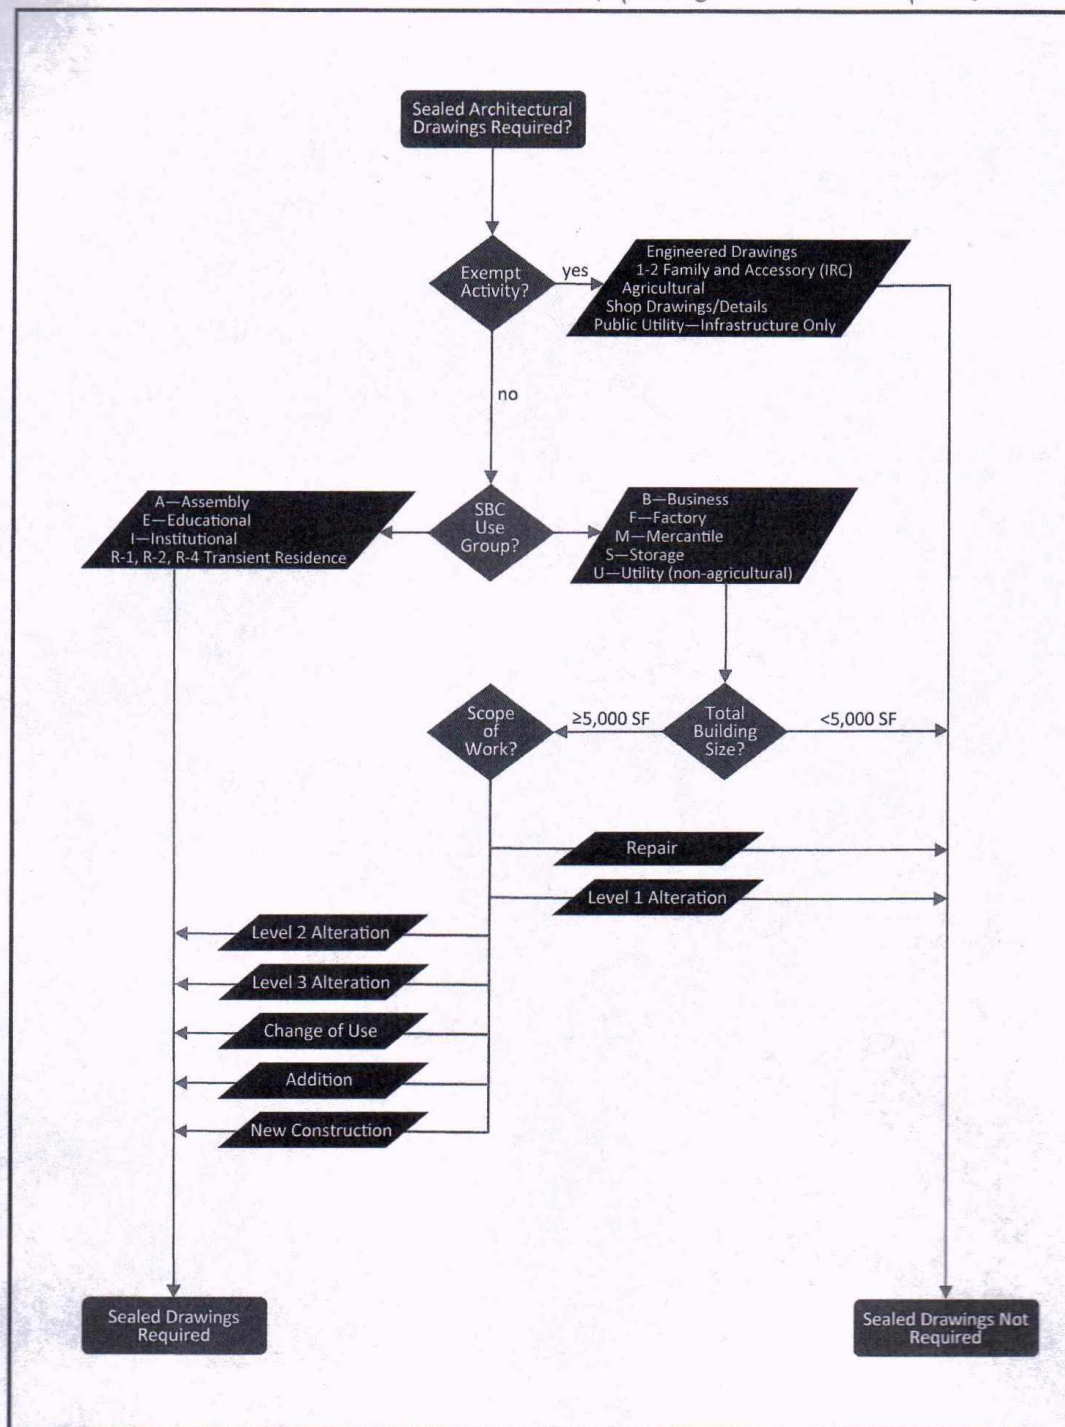 Sealed Architectural
Drawings Required?
Exempt
Activity?
yes
Engineered Drawings
1-2 Family and Accessory (IRC)
Agricultural
Shop Drawings/Details
Public Utility—Infrastructure Only
no
A—Assembly
E—Educational
I—Institutional
R-1, R-2, R-4 Transient Residence
SBC
Use
Group?
B—Business
F—Factory
M—Mercantile
S—Storage
U—Utility (non-agricultural)
Scope
of
Work?
≥5,000 SF
Total
Building
Size?
<5,000 SF
Repair
Level 1 Alteration
Level 2 Alteration
Level 3 Alteration
Change of Use
Addition
New Construction
Sealed Drawings
Required
Sealed Drawings Not
Required